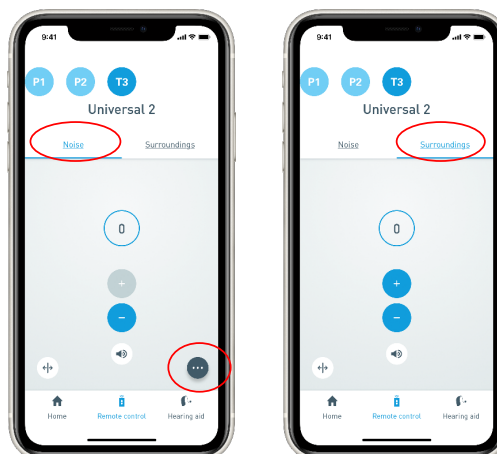 9:41
P1 P2 T3
Universal 2
Noise Surroundings
0
+
−
Home Remote control Hearing aid
9:41
P1 P2 T3
Universal 2
Noise Surroundings
0
+
−
Home Remote control Hearing aid